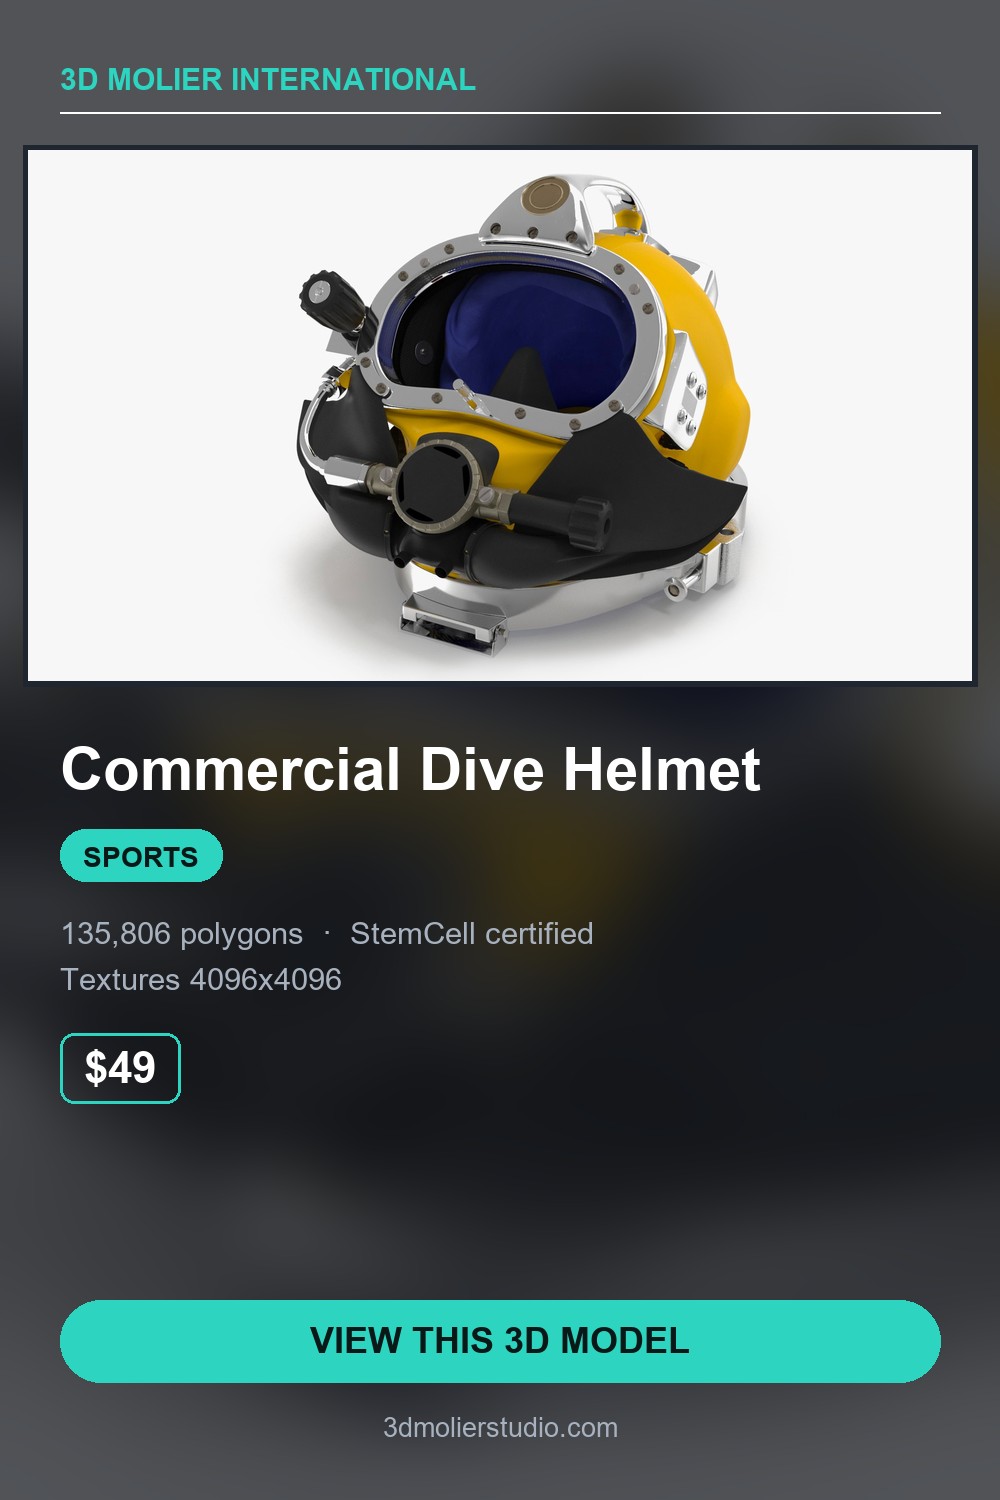 3D MOLIER INTERNATIONAL
Commercial Dive Helmet
SPORTS
135,806 polygons · StemCell certified
Textures 4096x4096
$49
VIEW THIS 3D MODEL
3dmolierstudio.com